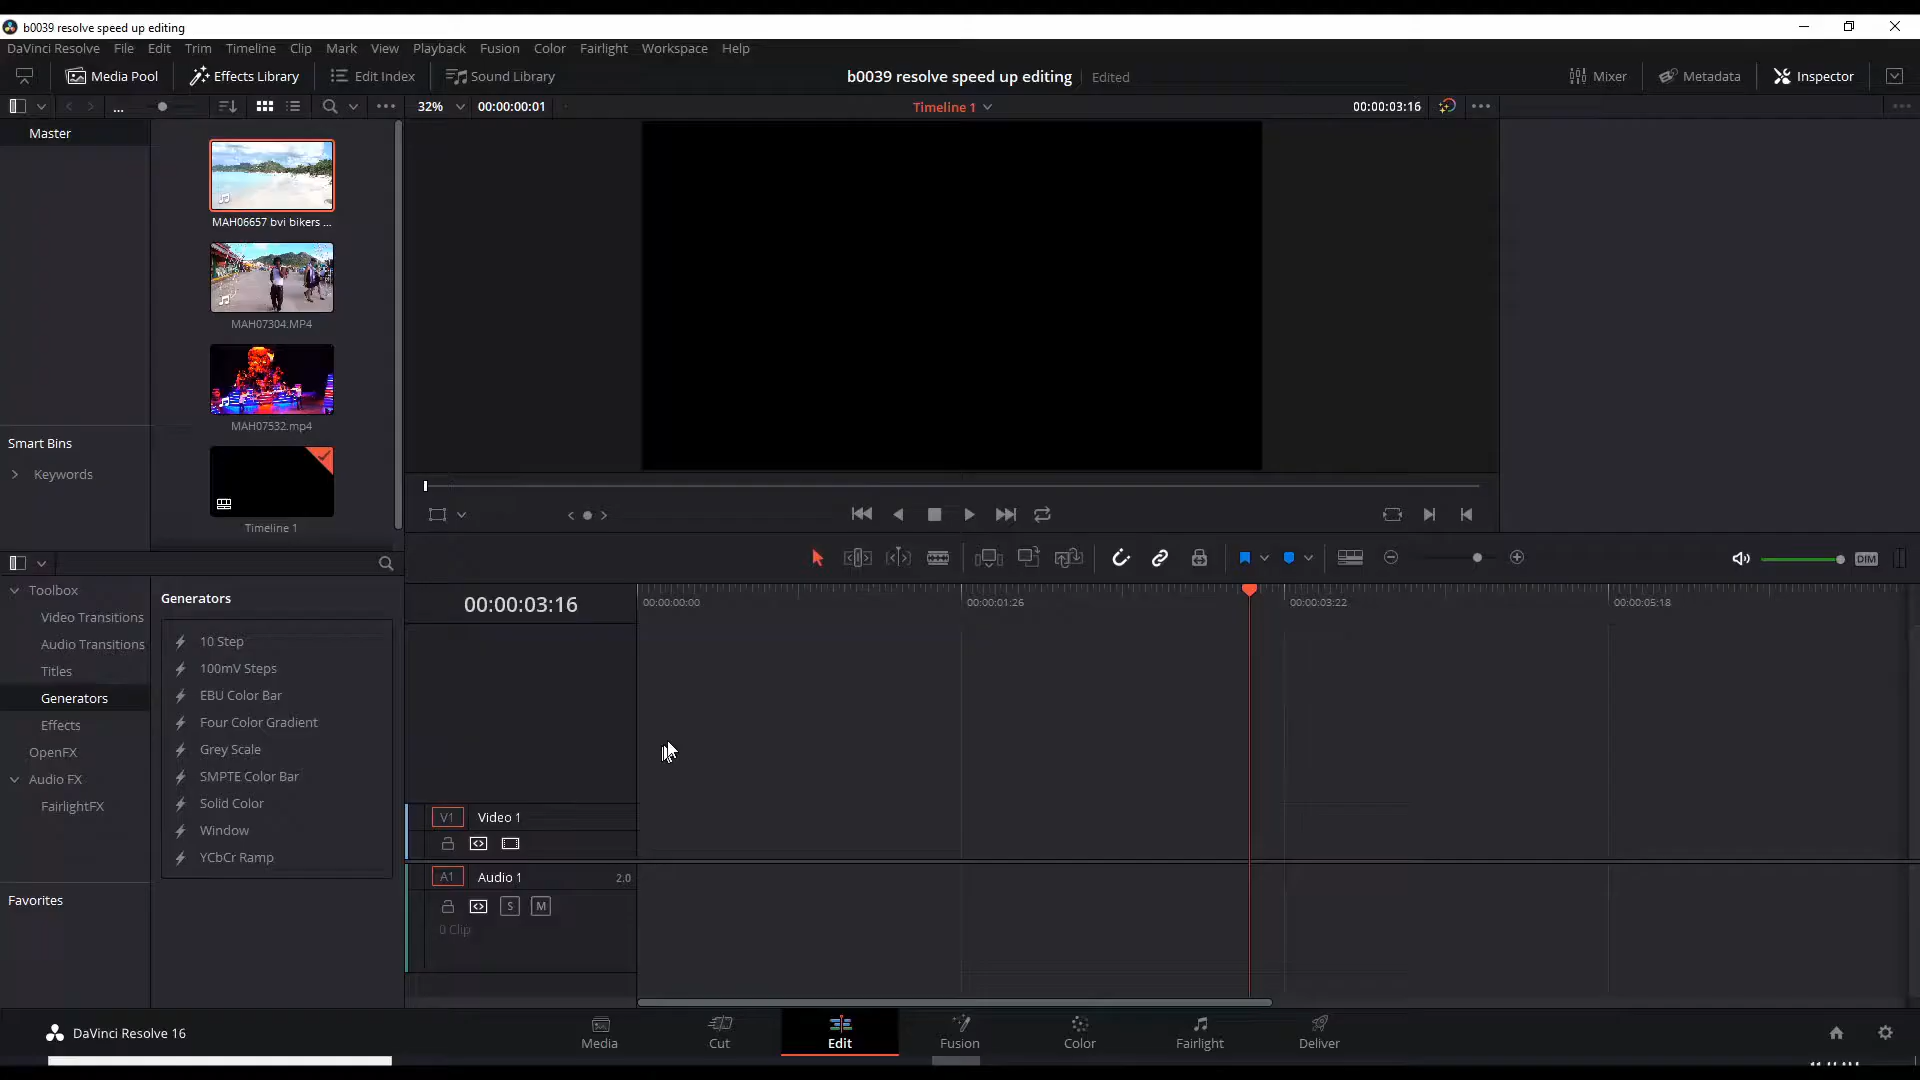 b0039 resolve speed up editing
DaVinci Resolve File Edit Trim Timeline Clip Mark View Playback Fusion Color Fairlight Workspace Help
Media Pool Effects Library Edit Index Sound Library b0039 resolve speed up editing Edited Mixer Metadata Inspector
... 32% 00:00:00:01 Timeline 1 00:00:03:16
Master
MAH06657 bvi bikers ...
MAH07304.MP4
MAH07532.mp4
Smart Bins
Keywords
Timeline 1
DIM
Toolbox
Video Transitions
Audio Transitions
Titles
Generators
Effects
OpenFX
Audio FX
FairlightFX
Favorites
Generators
10 Step
100mV Steps
EBU Color Bar
Four Color Gradient
Grey Scale
SMPTE Color Bar
Solid Color
Window
YCbCr Ramp
00:00:03:16 00:00:00:00 00:00:01:26 00:00:03:22 00:00:05:18
V1 Video 1
A1 Audio 1 2.0
S M
0 Clip
DaVinci Resolve 16 Media Cut Edit Fusion Color Fairlight Deliver